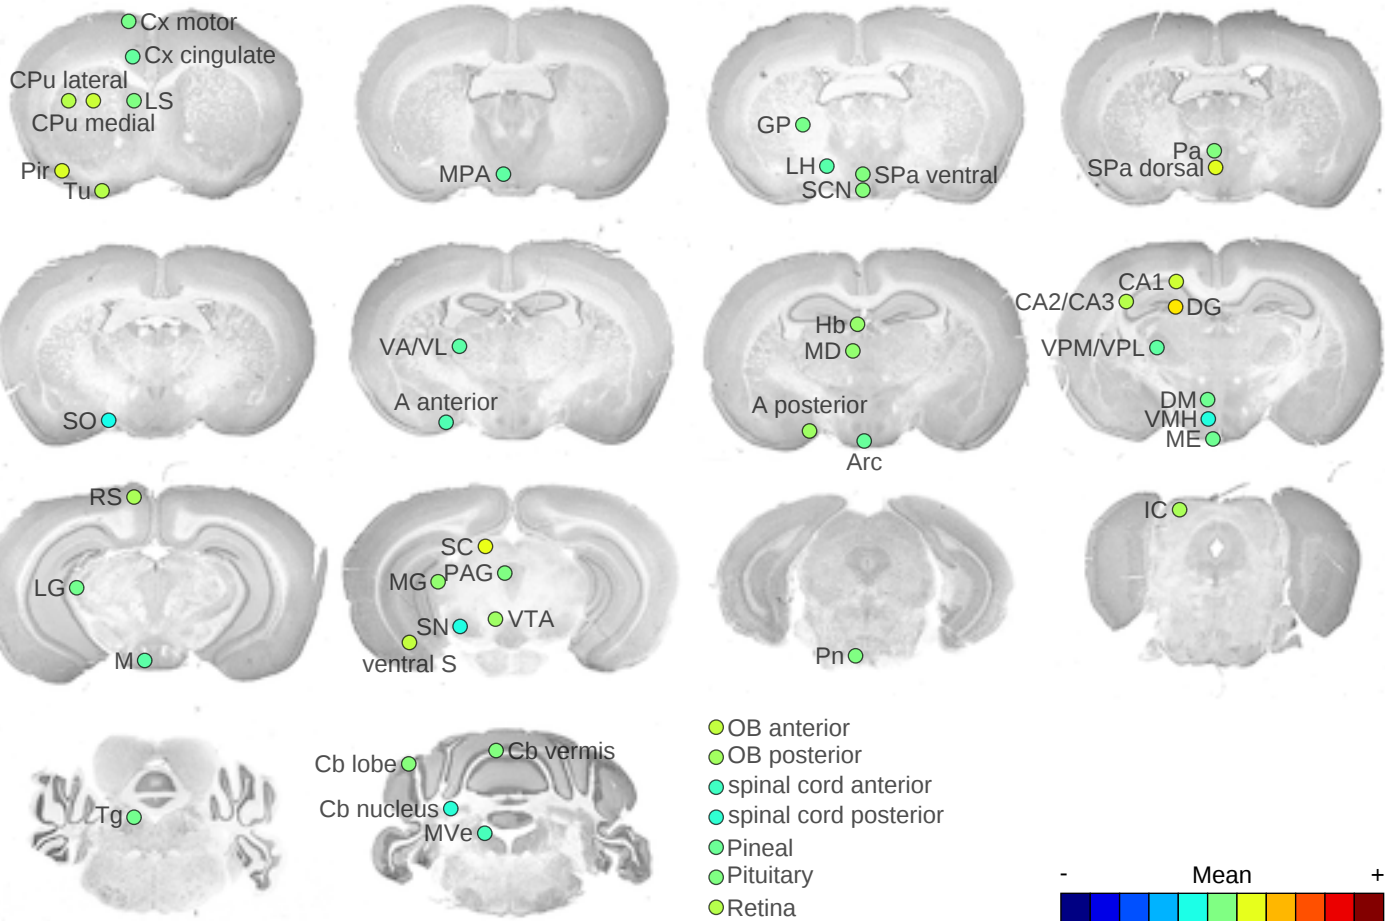 Cx motor
Cx cingulate
CPu lateral
LS
CPu medial
Pir
Tu
MPA
GP
LH
SPa ventral
SCN
Pa
SPa dorsal
SO
VA/VL
A anterior
Hb
MD
A posterior
Arc
CA1
CA2/CA3
DG
VPM/VPL
DM
VMH
ME
RS
LG
M
SC
MG
PAG
SN
VTA
ventral S
Pn
IC
Tg
Cb lobe
Cb vermis
Cb nucleus
MVe
OB anterior
OB posterior
spinal cord anterior
spinal cord posterior
Pineal
Pituitary
Retina
- Mean +